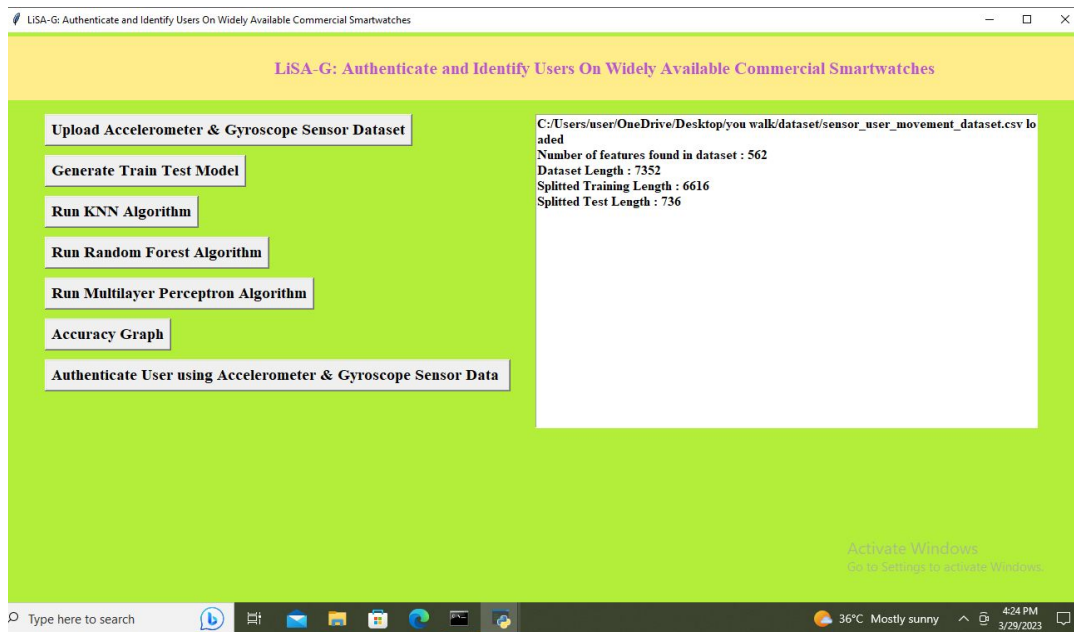 LiSA-G: Authenticate and Identify Users On Widely Available Commercial Smartwatches
LiSA-G: Authenticate and Identify Users On Widely Available Commercial Smartwatches
Upload Accelerometer & Gyroscope Sensor Dataset
Generate Train Test Model
Run KNN Algorithm
Run Random Forest Algorithm
Run Multilayer Perceptron Algorithm
Accuracy Graph
Authenticate User using Accelerometer & Gyroscope Sensor Data
C:/Users/user/OneDrive/Desktop/you walk/dataset/sensor_user_movement_dataset.csv lo
aded
Number of features found in dataset : 562
Dataset Length : 7352
Splitted Training Length : 6616
Splitted Test Length : 736
Activate Windows
Go to Settings to activate Windows.
Type here to search
36°C Mostly sunny
4:24 PM
3/29/2023